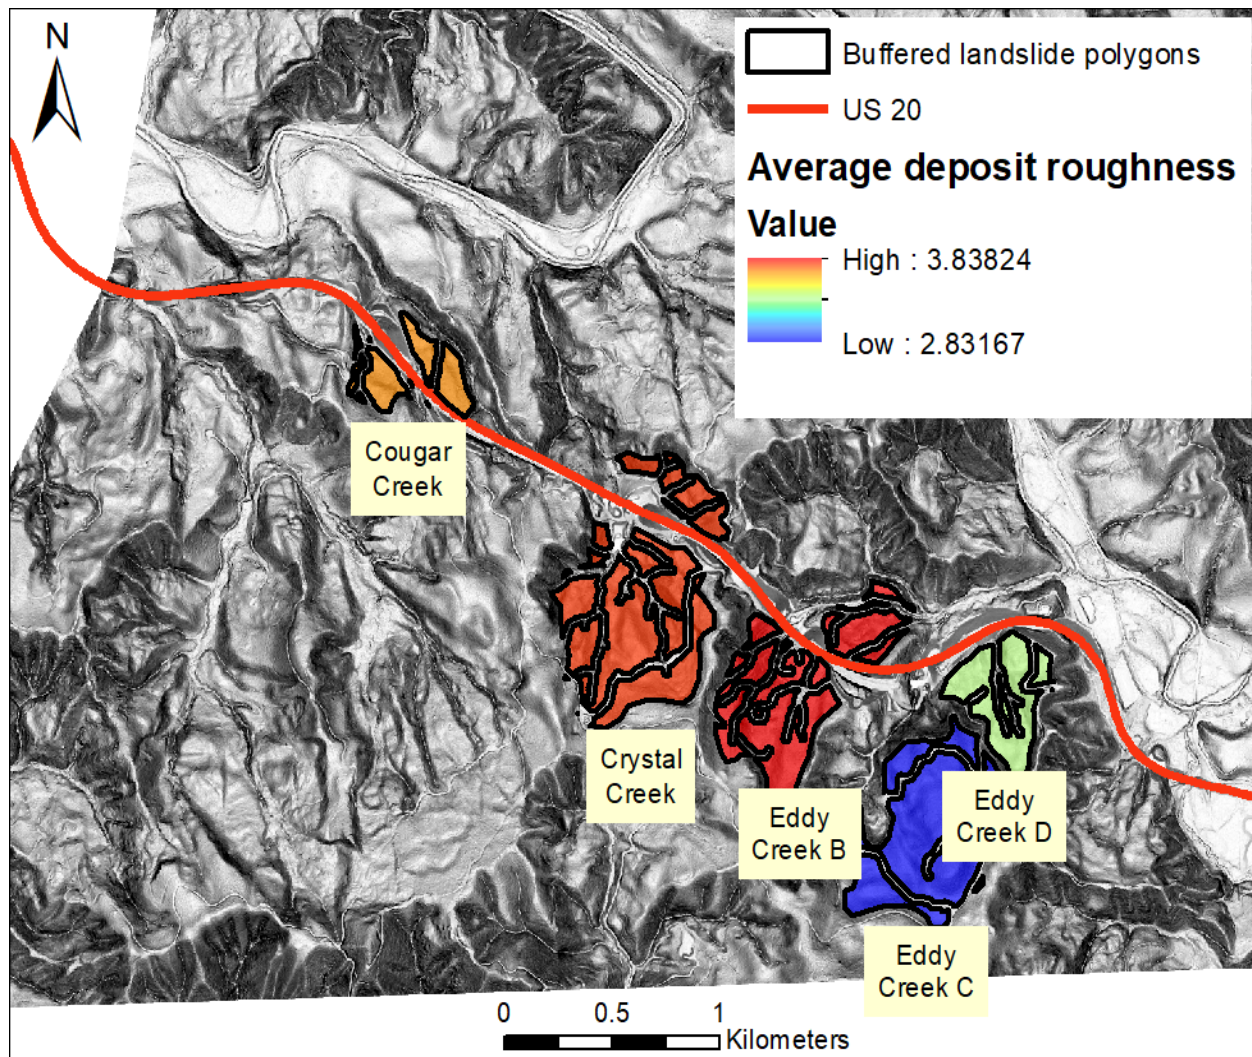 N
Buffered landslide polygons
US 20
Average deposit roughness
Value
High : 3.83824
Low : 2.83167
Cougar
Creek
Crystal
Creek
Eddy
Creek B
Eddy
Creek D
Eddy
Creek C
0 0.5 1
Kilometers